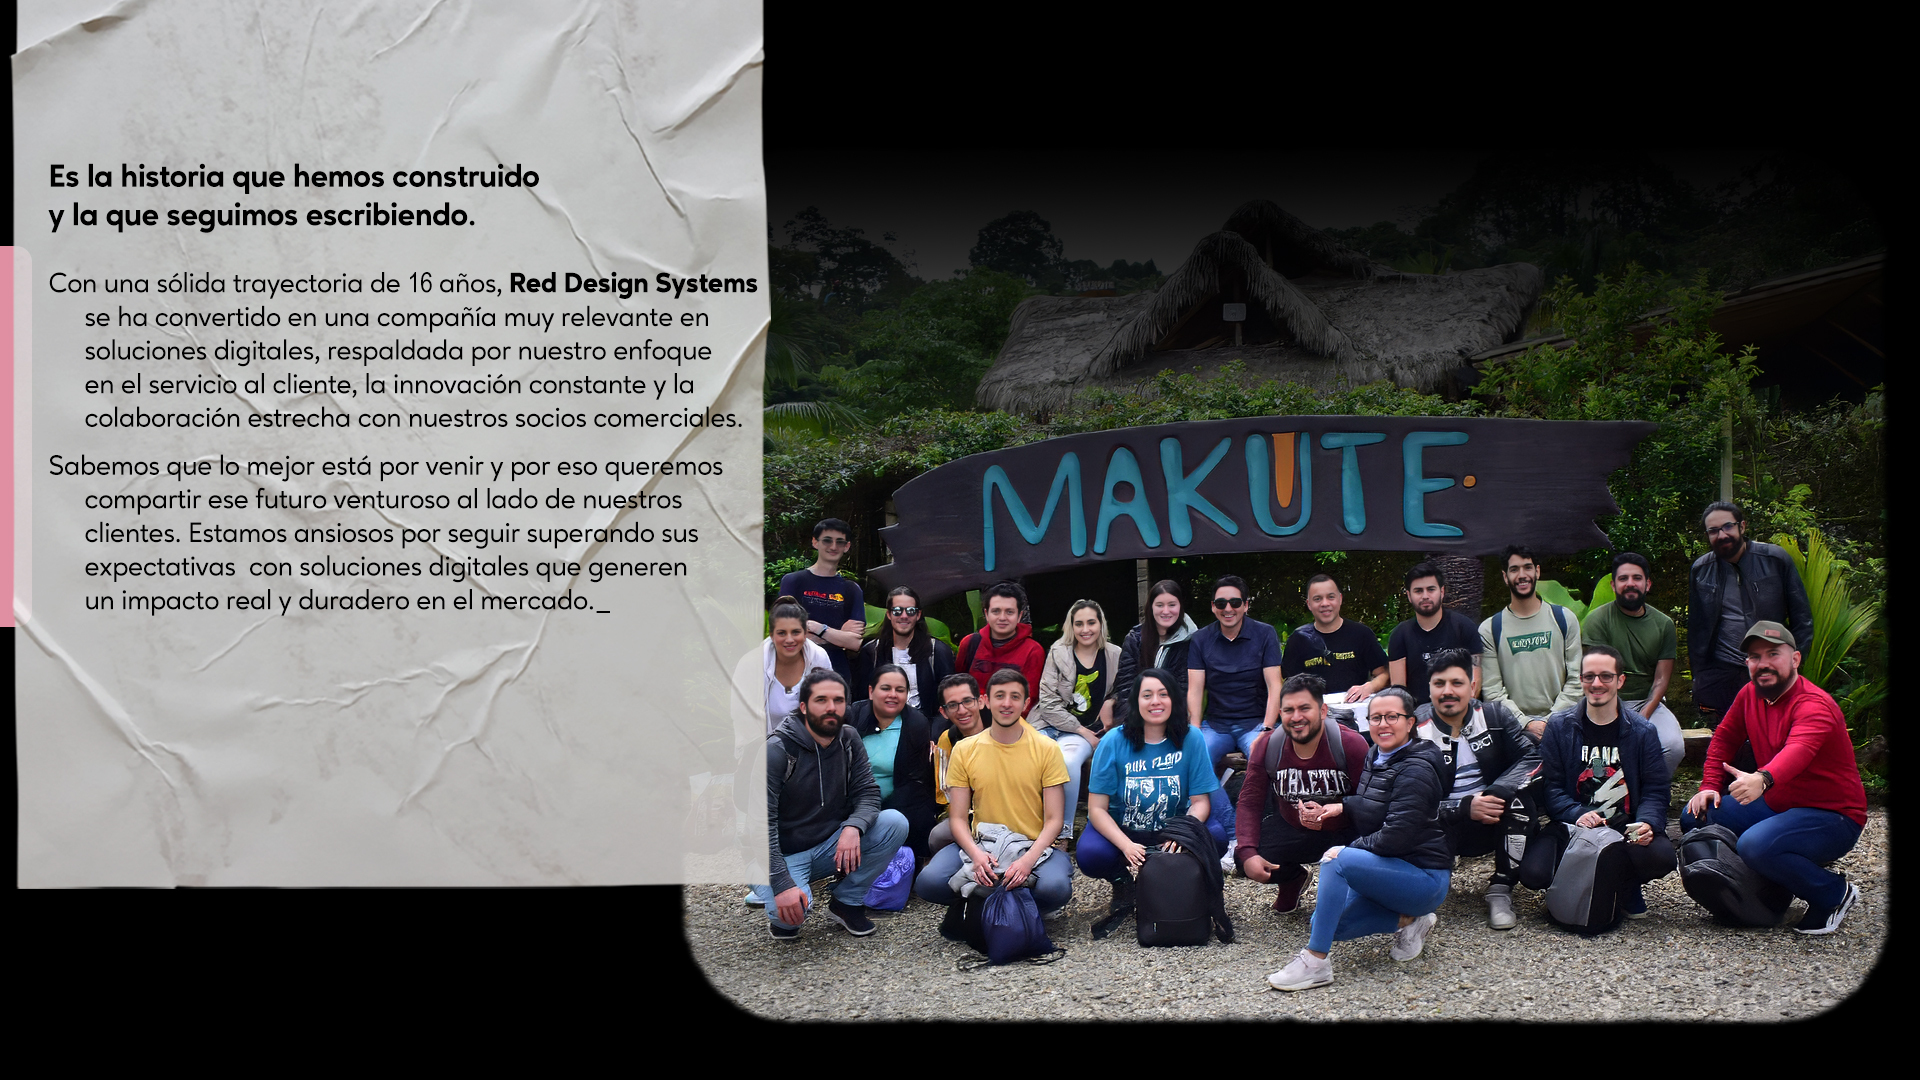 Es la historia que hemos construido
y la que seguimos escribiendo.
Con una sólida trayectoria de 16 años, Red Design Systems
se ha convertido en una compañía muy relevante en
soluciones digitales, respaldada por nuestro enfoque
en el servicio al cliente, la innovación constante y la
colaboración estrecha con nuestros socios comerciales.
Sabemos que lo mejor está por venir y por eso queremos
compartir ese futuro venturoso al lado de nuestros
clientes. Estamos ansiosos por seguir superando sus
expectativas  con soluciones digitales que generen
un impacto real y duradero en el mercado._
MAKUTE